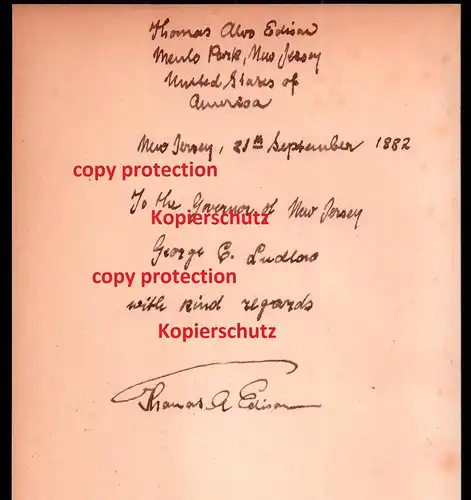 Thomas Alva Edison
Menlo Park, New Jersey
United States of
America
New Jersey, 21th September 1882
copy protection
To the Governor of New Jersey
Kopierschutz
George C. Ludlow
copy protection
with kind regards
Kopierschutz
Thomas A Edison